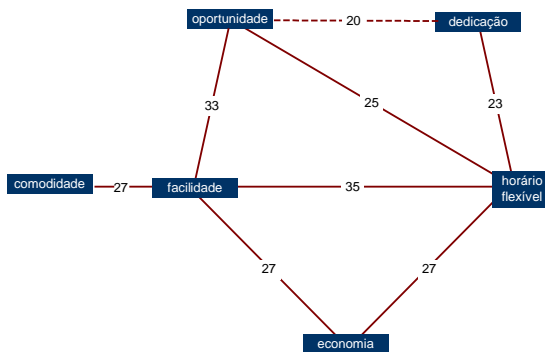 oportunidade
20
dedicação
33
25
23
comodidade
27
facilidade
35
horário
flexível
27
27
economia